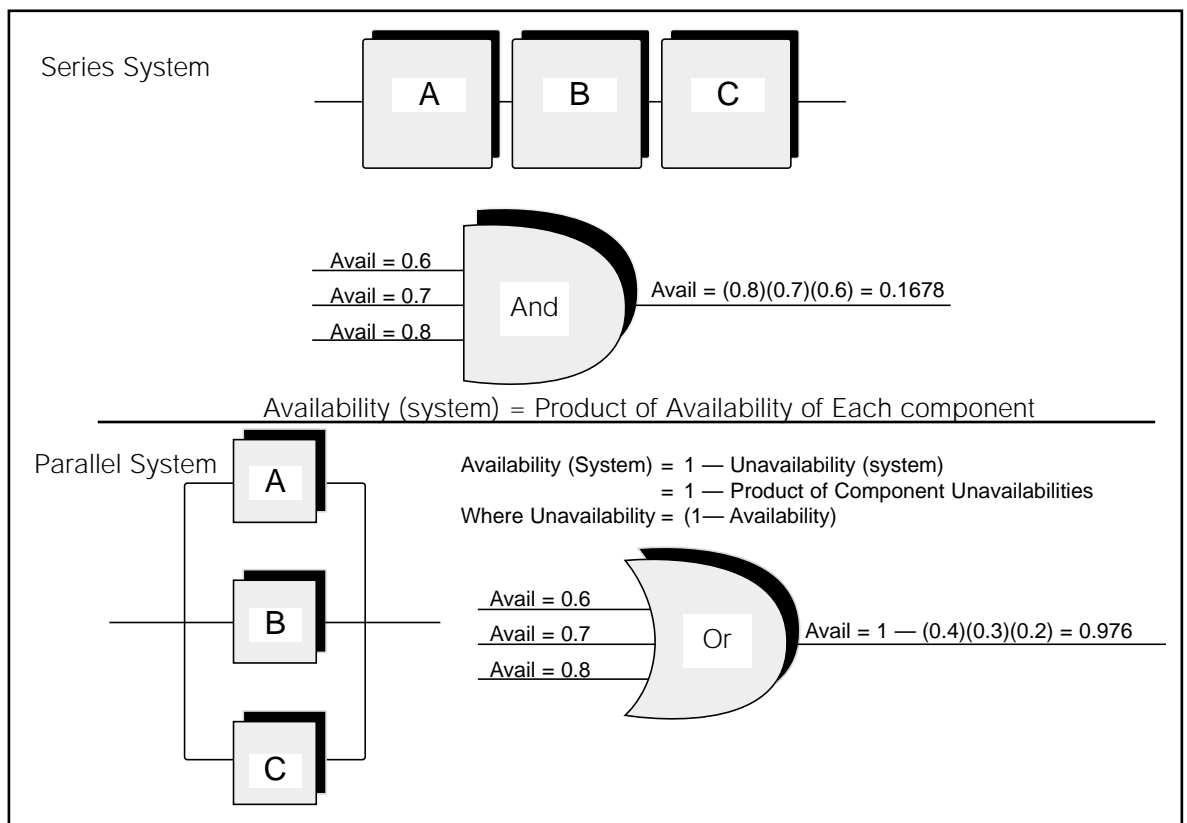 Series System
A
B
C
Avail = 0.6
Avail = 0.7
Avail = 0.8
And
Avail = (0.8)(0.7)(0.6) = 0.1678
Availability (system) = Product of Availability of Each component
Parallel System
A
B
C
Availability (System) = 1 — Unavailability (system)
= 1 — Product of Component Unavailabilities
Where Unavailability = (1— Availability)
Avail = 0.6
Avail = 0.7
Avail = 0.8
Or
Avail = 1 — (0.4)(0.3)(0.2) = 0.976